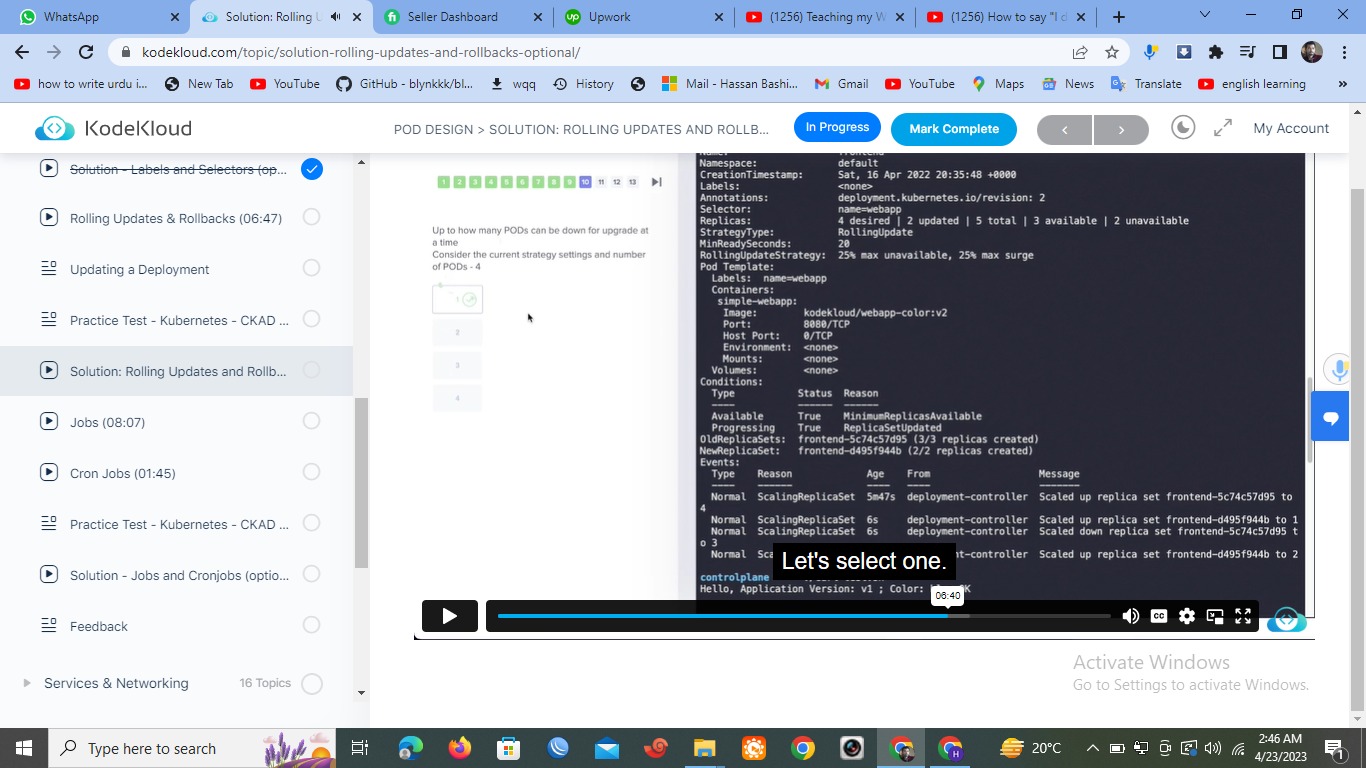 WhatsApp
Solution: Rolling U
Seller Dashboard
Upwork
(1256) Teaching my W
(1256) How to say "I d
kodekloud.com/topic/solution-rolling-updates-and-rollbacks-optional/
how to write urdu i...
New Tab
YouTube
GitHub - blynkkk/bl...
wqq
History
Mail - Hassan Bashi...
Gmail
YouTube
Maps
News
Translate
english learning
KodeKloud
POD DESIGN > SOLUTION: ROLLING UPDATES AND ROLLB...
In Progress
Mark Complete
My Account
Solution - Labels and Selectors (op...
Rolling Updates & Rollbacks (06:47)
Updating a Deployment
Practice Test - Kubernetes - CKAD ...
Solution: Rolling Updates and Rollb...
Jobs (03:07)
Cron Jobs (01:45)
Practice Test - Kubernetes - CKAD ...
Solution - Jobs and Cronjobs (optio...
Feedback
Services & Networking 16 Topics
1 2 3 4 5 6 7 8 9 10 11 12 13
Up to how many PODs can be down for upgrade at
a time
Consider the current strategy settings and number
of PODs - 4
1
2
3
4
Namespace: default
CreationTimestamp: Sat, 16 Apr 2022 20:35:48 +0000
Labels: <none>
Annotations: deployment.kubernetes.io/revision: 2
Selector: name=webapp
Replicas: 4 desired | 2 updated | 5 total | 3 available | 2 unavailable
StrategyType: RollingUpdate
MinReadySeconds: 20
RollingUpdateStrategy: 25% max unavailable, 25% max surge
Pod Template:
Labels: name=webapp
Containers:
simple-webapp:
Image: kodekloud/webapp-color:v2
Port: 8080/TCP
Host Port: 0/TCP
Environment: <none>
Mounts: <none>
Volumes: <none>
Conditions:
Type Status Reason
---- ------ ------
Available True MinimumReplicasAvailable
Progressing True ReplicaSetUpdated
OldReplicaSets: frontend-5c74c57d95 (3/3 replicas created)
NewReplicaSet: frontend-d495f944b (2/2 replicas created)
Events:
Type Reason Age From Message
---- ------ ---- ---- -------
Normal ScalingReplicaSet 5m47s deployment-controller Scaled up replica set frontend-5c74c57d95 to
4
Normal ScalingReplicaSet 6s deployment-controller Scaled up replica set frontend-d495f944b to 1
Normal ScalingReplicaSet 6s deployment-controller Scaled down replica set frontend-5c74c57d95 t
o 3
Normal Sca Scaled up replica set frontend-d495f944b to 2
Let's select one.
controlplane
Hello, Application Version: v1 ; Color: OK
06:40
CC
Activate Windows
Go to Settings to activate Windows.
Type here to search
20°C
2:46 AM
4/23/2023
1